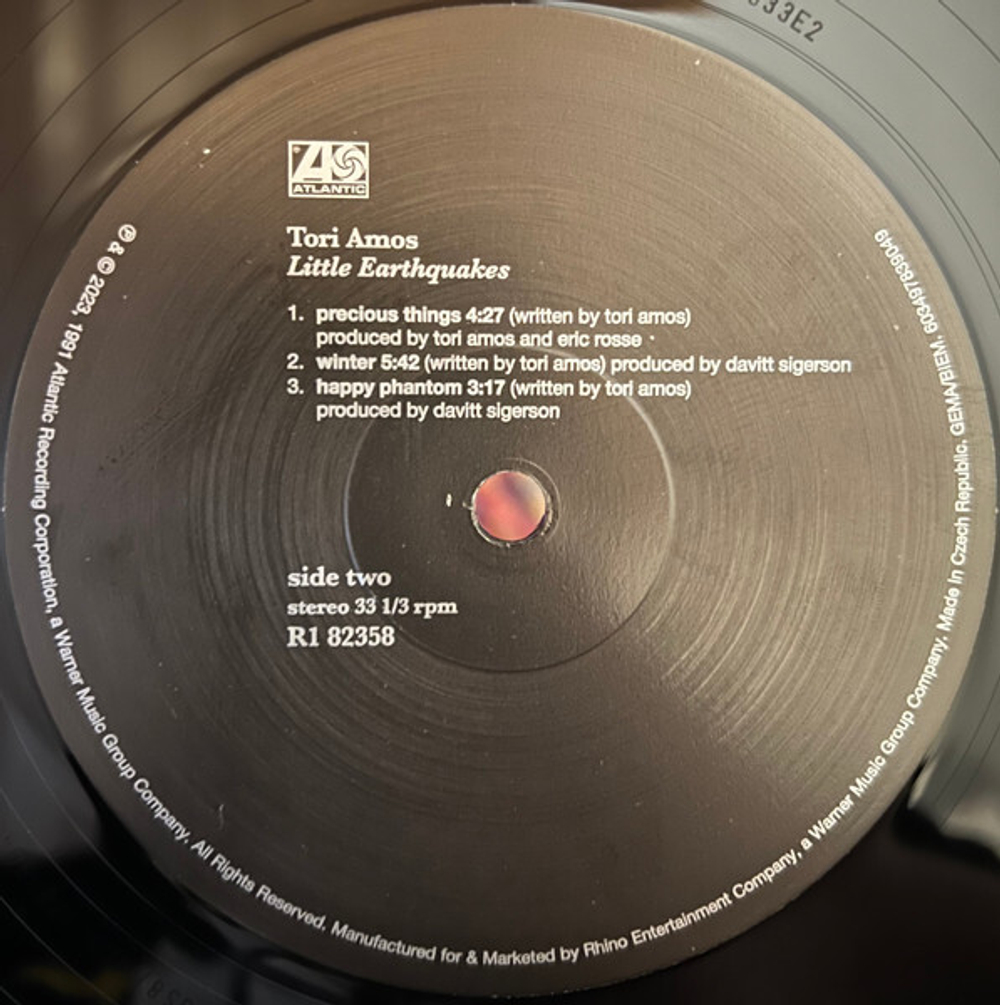 ATLANTIC
Tori Amos
Little Earthquakes
1. precious things 4:27 (written by tori amos)
produced by tori amos and eric rosse
2. winter 5:42 (written by tori amos) produced by davitt sigerson
3. happy phantom 3:17 (written by tori amos)
produced by davitt sigerson
side two
stereo 33 1/3 rpm
R1 82358
℗ & © 2023, 1991 Atlantic Recording Corporation, a Warner Music Group Company. All Rights Reserved. Manufactured for & Marketed by Rhino Entertainment Company, a Warner Music Group Company. Made in Czech Republic. GEMA/BIEM. 603497839049
33E2